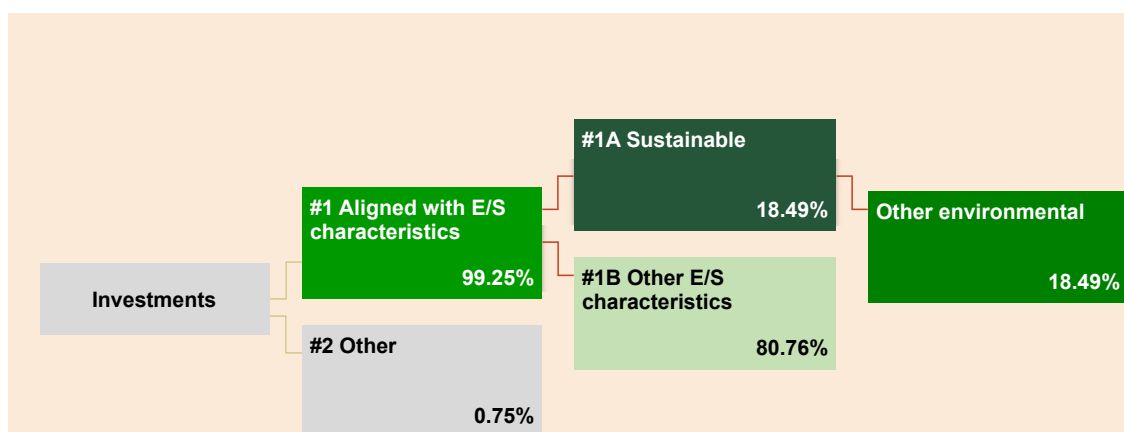 Investments
#1 Aligned with E/S
characteristics
99.25%
#2 Other
0.75%
#1A Sustainable
18.49%
#1B Other E/S
characteristics
80.76%
Other environmental
18.49%